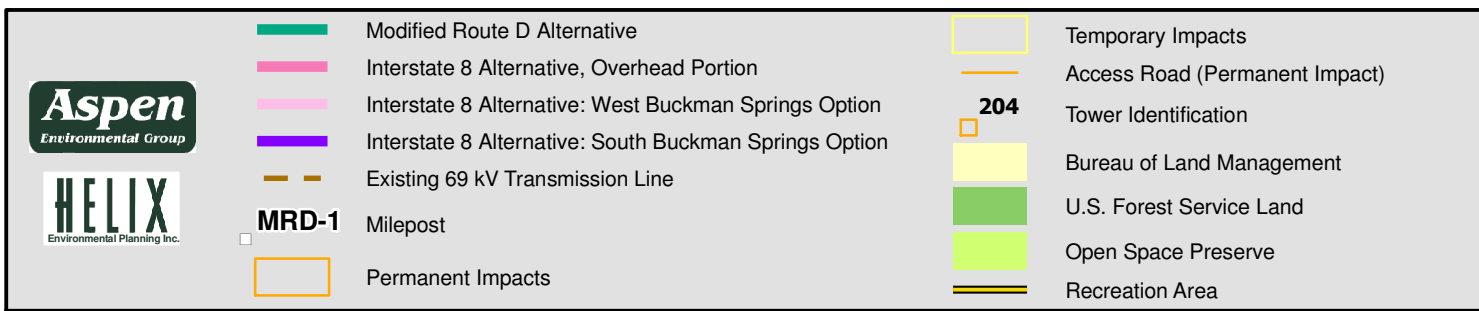 Aspen
Environmental Group
HELIX
Environmental Planning Inc.
Modified Route D Alternative
Interstate 8 Alternative, Overhead Portion
Interstate 8 Alternative: West Buckman Springs Option
Interstate 8 Alternative: South Buckman Springs Option
Existing 69 kV Transmission Line
MRD-1 Milepost
Permanent Impacts
Temporary Impacts
Access Road (Permanent Impact)
204 Tower Identification
Bureau of Land Management
U.S. Forest Service Land
Open Space Preserve
Recreation Area